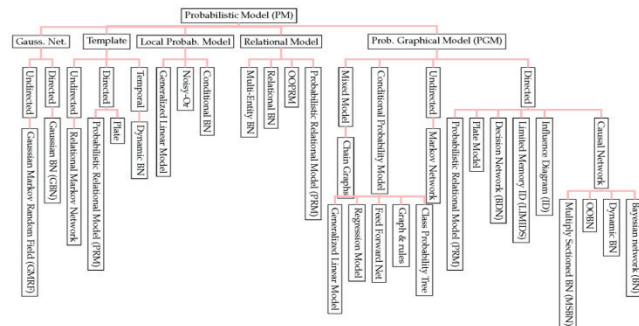 Probabilistic Model (PM)
Gauss. Net.
Template
Local Probab. Model
Relational Model
Prob. Graphical Model (PGM)
Undirected
Directed
Undirected
Directed
Temporal
Generalized Linear Model
Noisy-Or
Conditional BN
Multi-Entity BN
Relational BN
OOPRM
Probabilistic Relational Model (PRM)
Mixed Model
Conditional Probability Model
Undirected
Directed
Gaussian Markov Random Field (GMRF)
Gaussian BN (GBN)
Relational Markov Network
Probabilistic Relational Model (PRM)
Plate
Dynamic BN
Chain Graphs
Markov Network
Probabilistic Relational Model (PRM)
Plate Model
Decision Network (BDN)
Limited Memory ID (LIMIDS)
Influence Diagram (ID)
Causal Network
Generalized Linear Model
Regression Model
Feed Forward Net
Graph & rules
Class Probability Tree
Multiply Sectioned BN (MSBN)
OOBN
Dynamic BN
Bayesian network (BN)